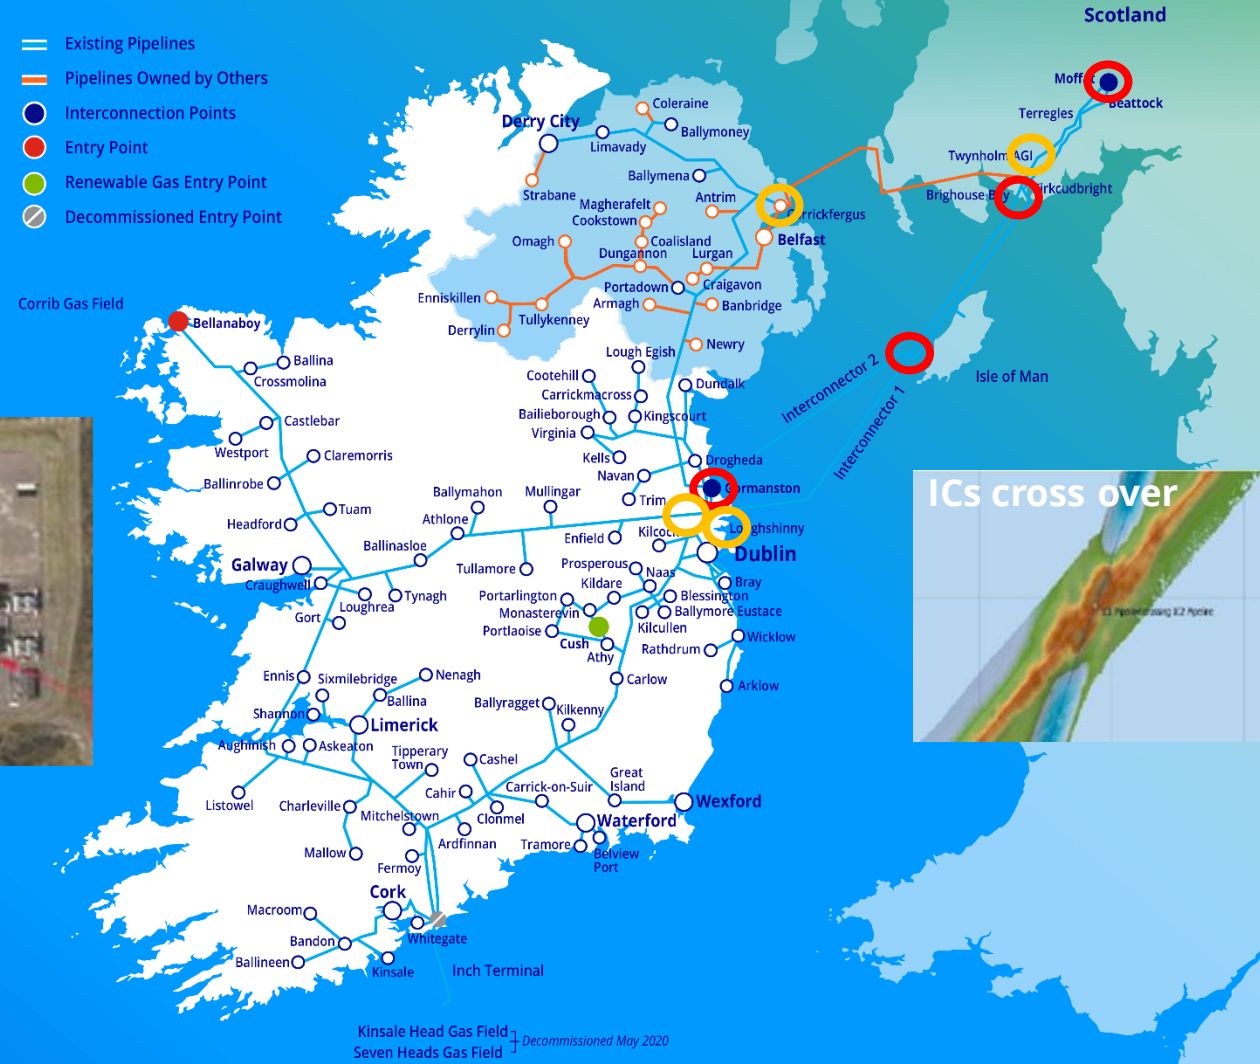 Scotland
Existing Pipelines
Pipelines Owned by Others
Interconnection Points
Entry Point
Renewable Gas Entry Point
Decommissioned Entry Point
Moffat
Beattock
Terregles
Twynholm AGI
Brighouse Bay
Kirkcudbright
Coleraine
Derry City
Ballymoney
Limavady
Ballymena
Strabane
Antrim
Magherafelt
Cookstown
Carrickfergus
Omagh
Coalisland
Belfast
Dungannon
Lurgan
Portadown
Craigavon
Enniskillen
Armagh
Banbridge
Tullykenney
Derrylin
Newry
Corrib Gas Field
Bellanaboy
Lough Egish
Ballina
Crossmolina
Cootehill
Dundalk
Carrickmacross
Interconnector 2
Isle of Man
Interconnector 1
Bailieborough
Kingscourt
Castlebar
Virginia
Westport
Claremorris
Kells
Drogheda
Ballinrobe
Navan
Gormanston
ICs cross over
Ballymahon
Mullingar
Trim
Tuam
Headford
Athlone
Loughshinny
Enfield
Kilcock
Ballinasloe
Dublin
Galway
Tullamore
Prosperous
Naas
Craughwell
Kildare
Bray
Loughrea
Tynagh
Portarlington
Blessington
Monasterevin
Ballymore Eustace
Gort
Portlaoise
Kilcullen
Cush
Wicklow
Athy
Rathdrum
Ennis
Sixmilebridge
Nenagh
Carlow
Arklow
Ballina
Ballyragget
Shannon
Kilkenny
Limerick
Aughinish
Askeaton
Tipperary
Town
Cashel
Great
Island
Listowel
Cahir
Carrick-on-Suir
Wexford
Charleville
Mitchelstown
Clonmel
Waterford
Ardfinnan
Tramore
Mallow
Belview
Port
Fermoy
Cork
Macroom
Whitegate
Bandon
Ballineen
Kinsale
Inch Terminal
Kinsale Head Gas Field
Seven Heads Gas Field
Decommissioned May 2020